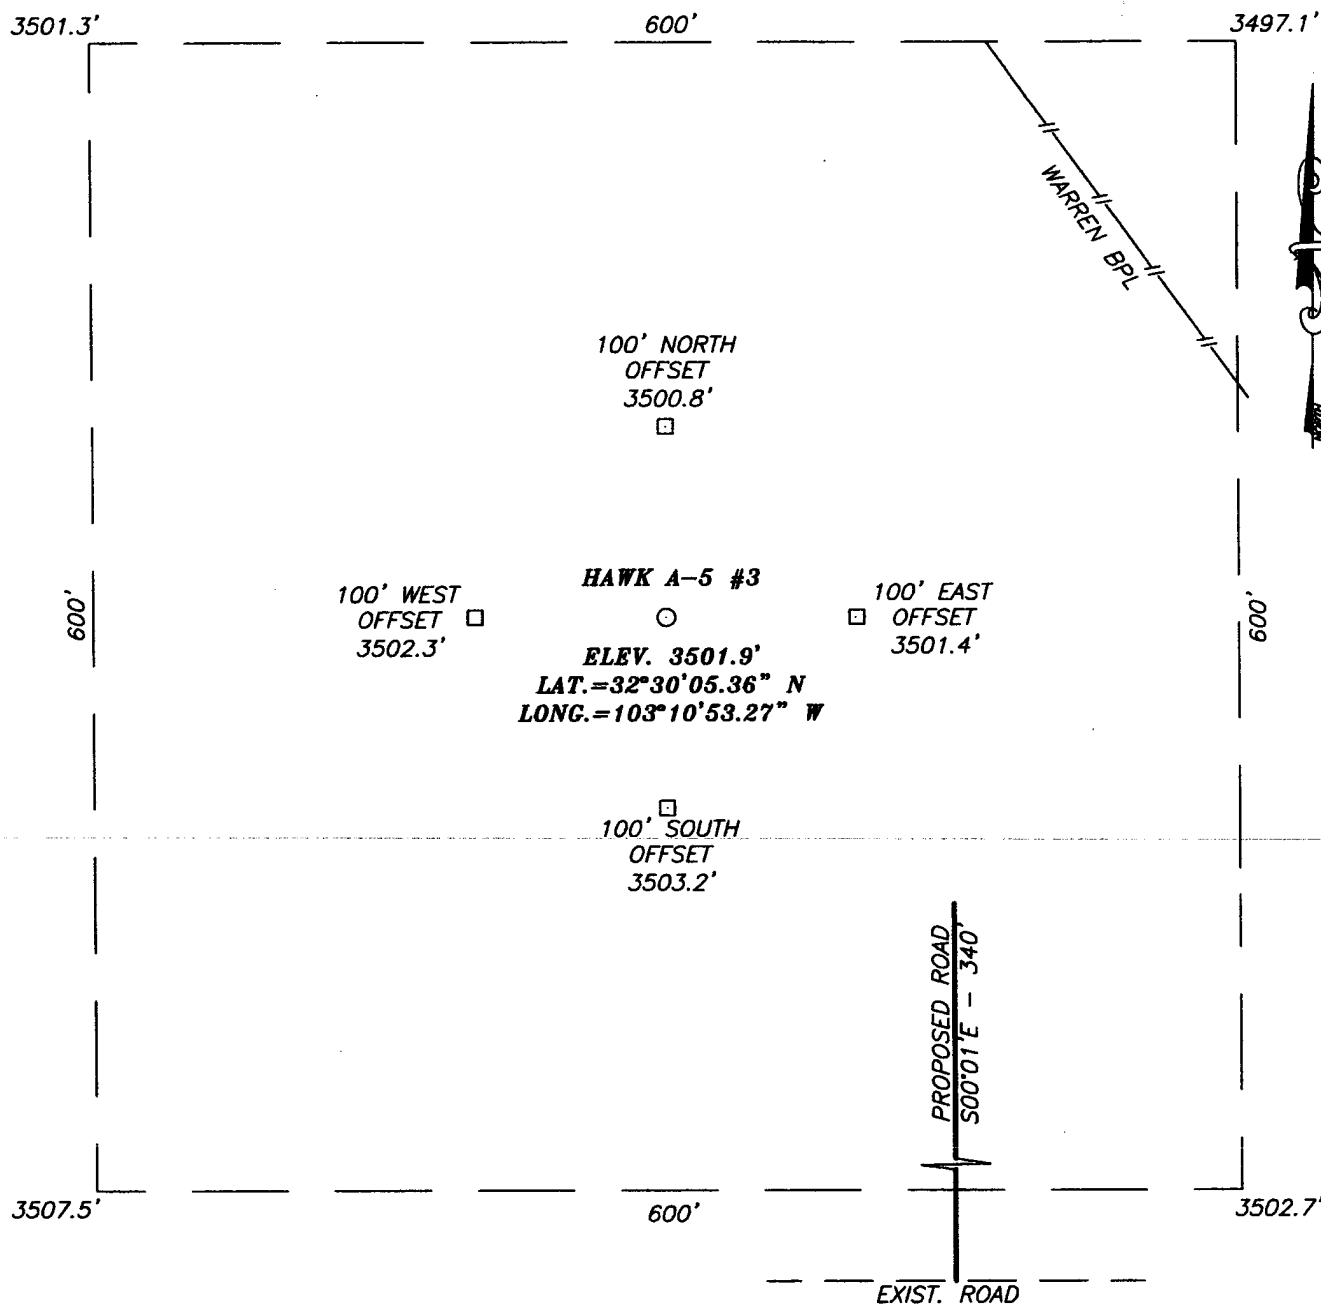 3501.3'
600'
3497.1'
WARREN BPL
100' NORTH
OFFSET
3500.8'
NORTH
600'
100' WEST
OFFSET
3502.3'
HAWK A-5 #3
ELEV. 3501.9'
LAT.=32°30'05.36" N
LONG.=103°10'53.27" W
100' EAST
OFFSET
3501.4'
600'
100' SOUTH
OFFSET
3503.2'
PROPOSED ROAD
S00°01'E - 340'
3507.5'
600'
3502.7'
EXIST. ROAD